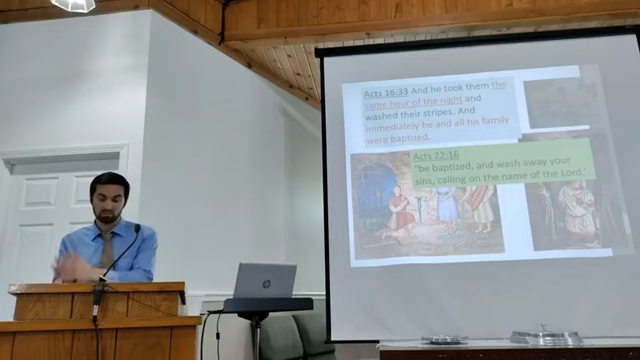 Acts 16:33 And he took them the
same hour of the night and
washed their stripes. And
immediately he and all his family
were baptized.
Acts 22:16
"be baptized, and wash away your
sins, calling on the name of the Lord.'
hp